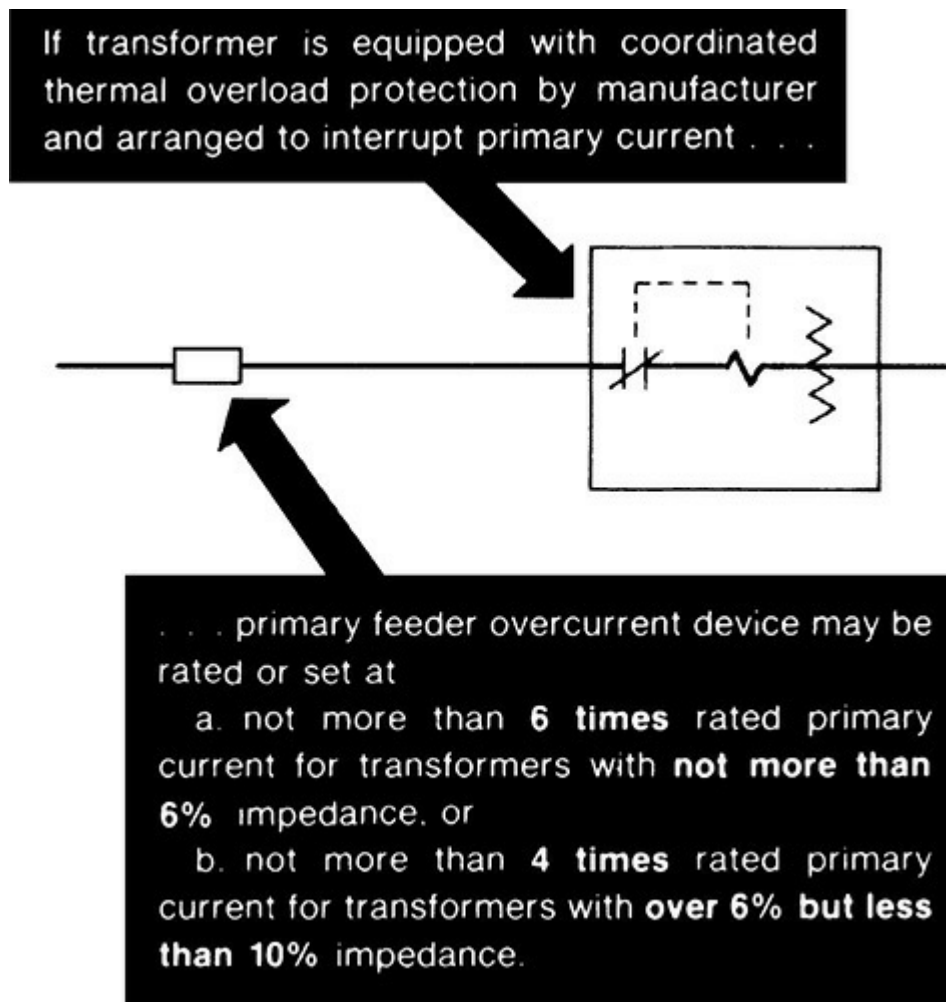 If transformer is equipped with coordinated
thermal overload protection by manufacturer
and arranged to interrupt primary current . . .
. . . primary feeder overcurrent device may be
rated or set at
a. not more than 6 times rated primary
current for transformers with not more than
6% impedance. or
b. not more than 4 times rated primary
current for transformers with over 6% but less
than 10% impedance.